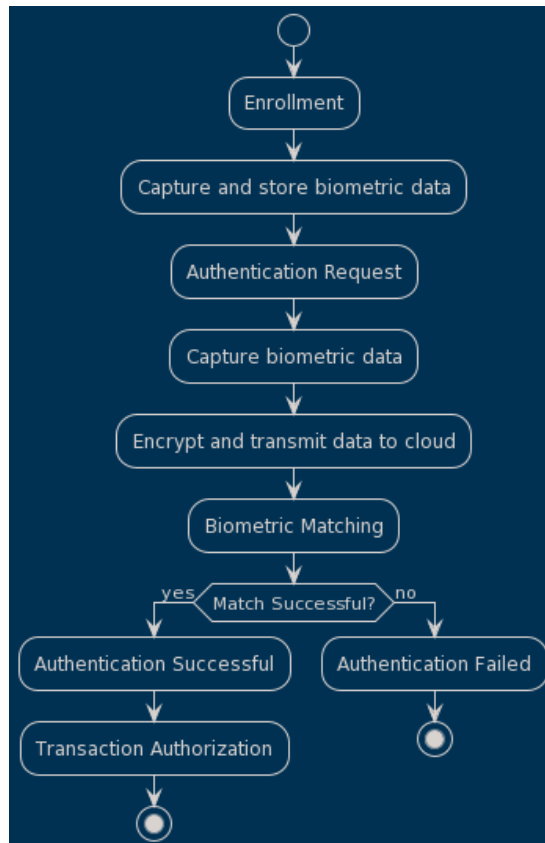 Enrollment
Capture and store biometric data
Authentication Request
Capture biometric data
Encrypt and transmit data to cloud
Biometric Matching
yes
Match Successful?
no
Authentication Successful
Authentication Failed
Transaction Authorization